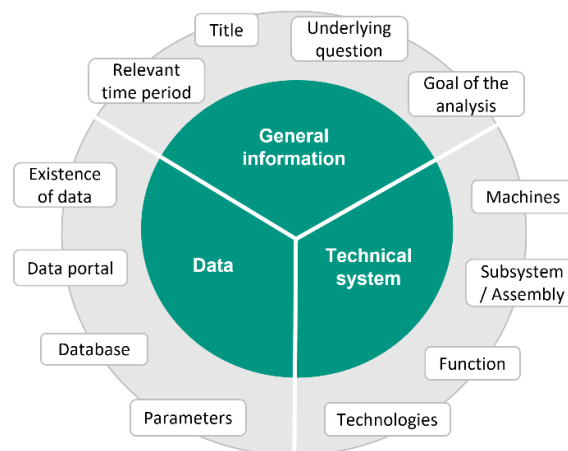 Title
Underlying
question
Relevant
time period
Goal of the
analysis
General
information
Existence
of data
Machines
Data
Technical
system
Data portal
Subsystem
/ Assembly
Database
Function
Parameters
Technologies